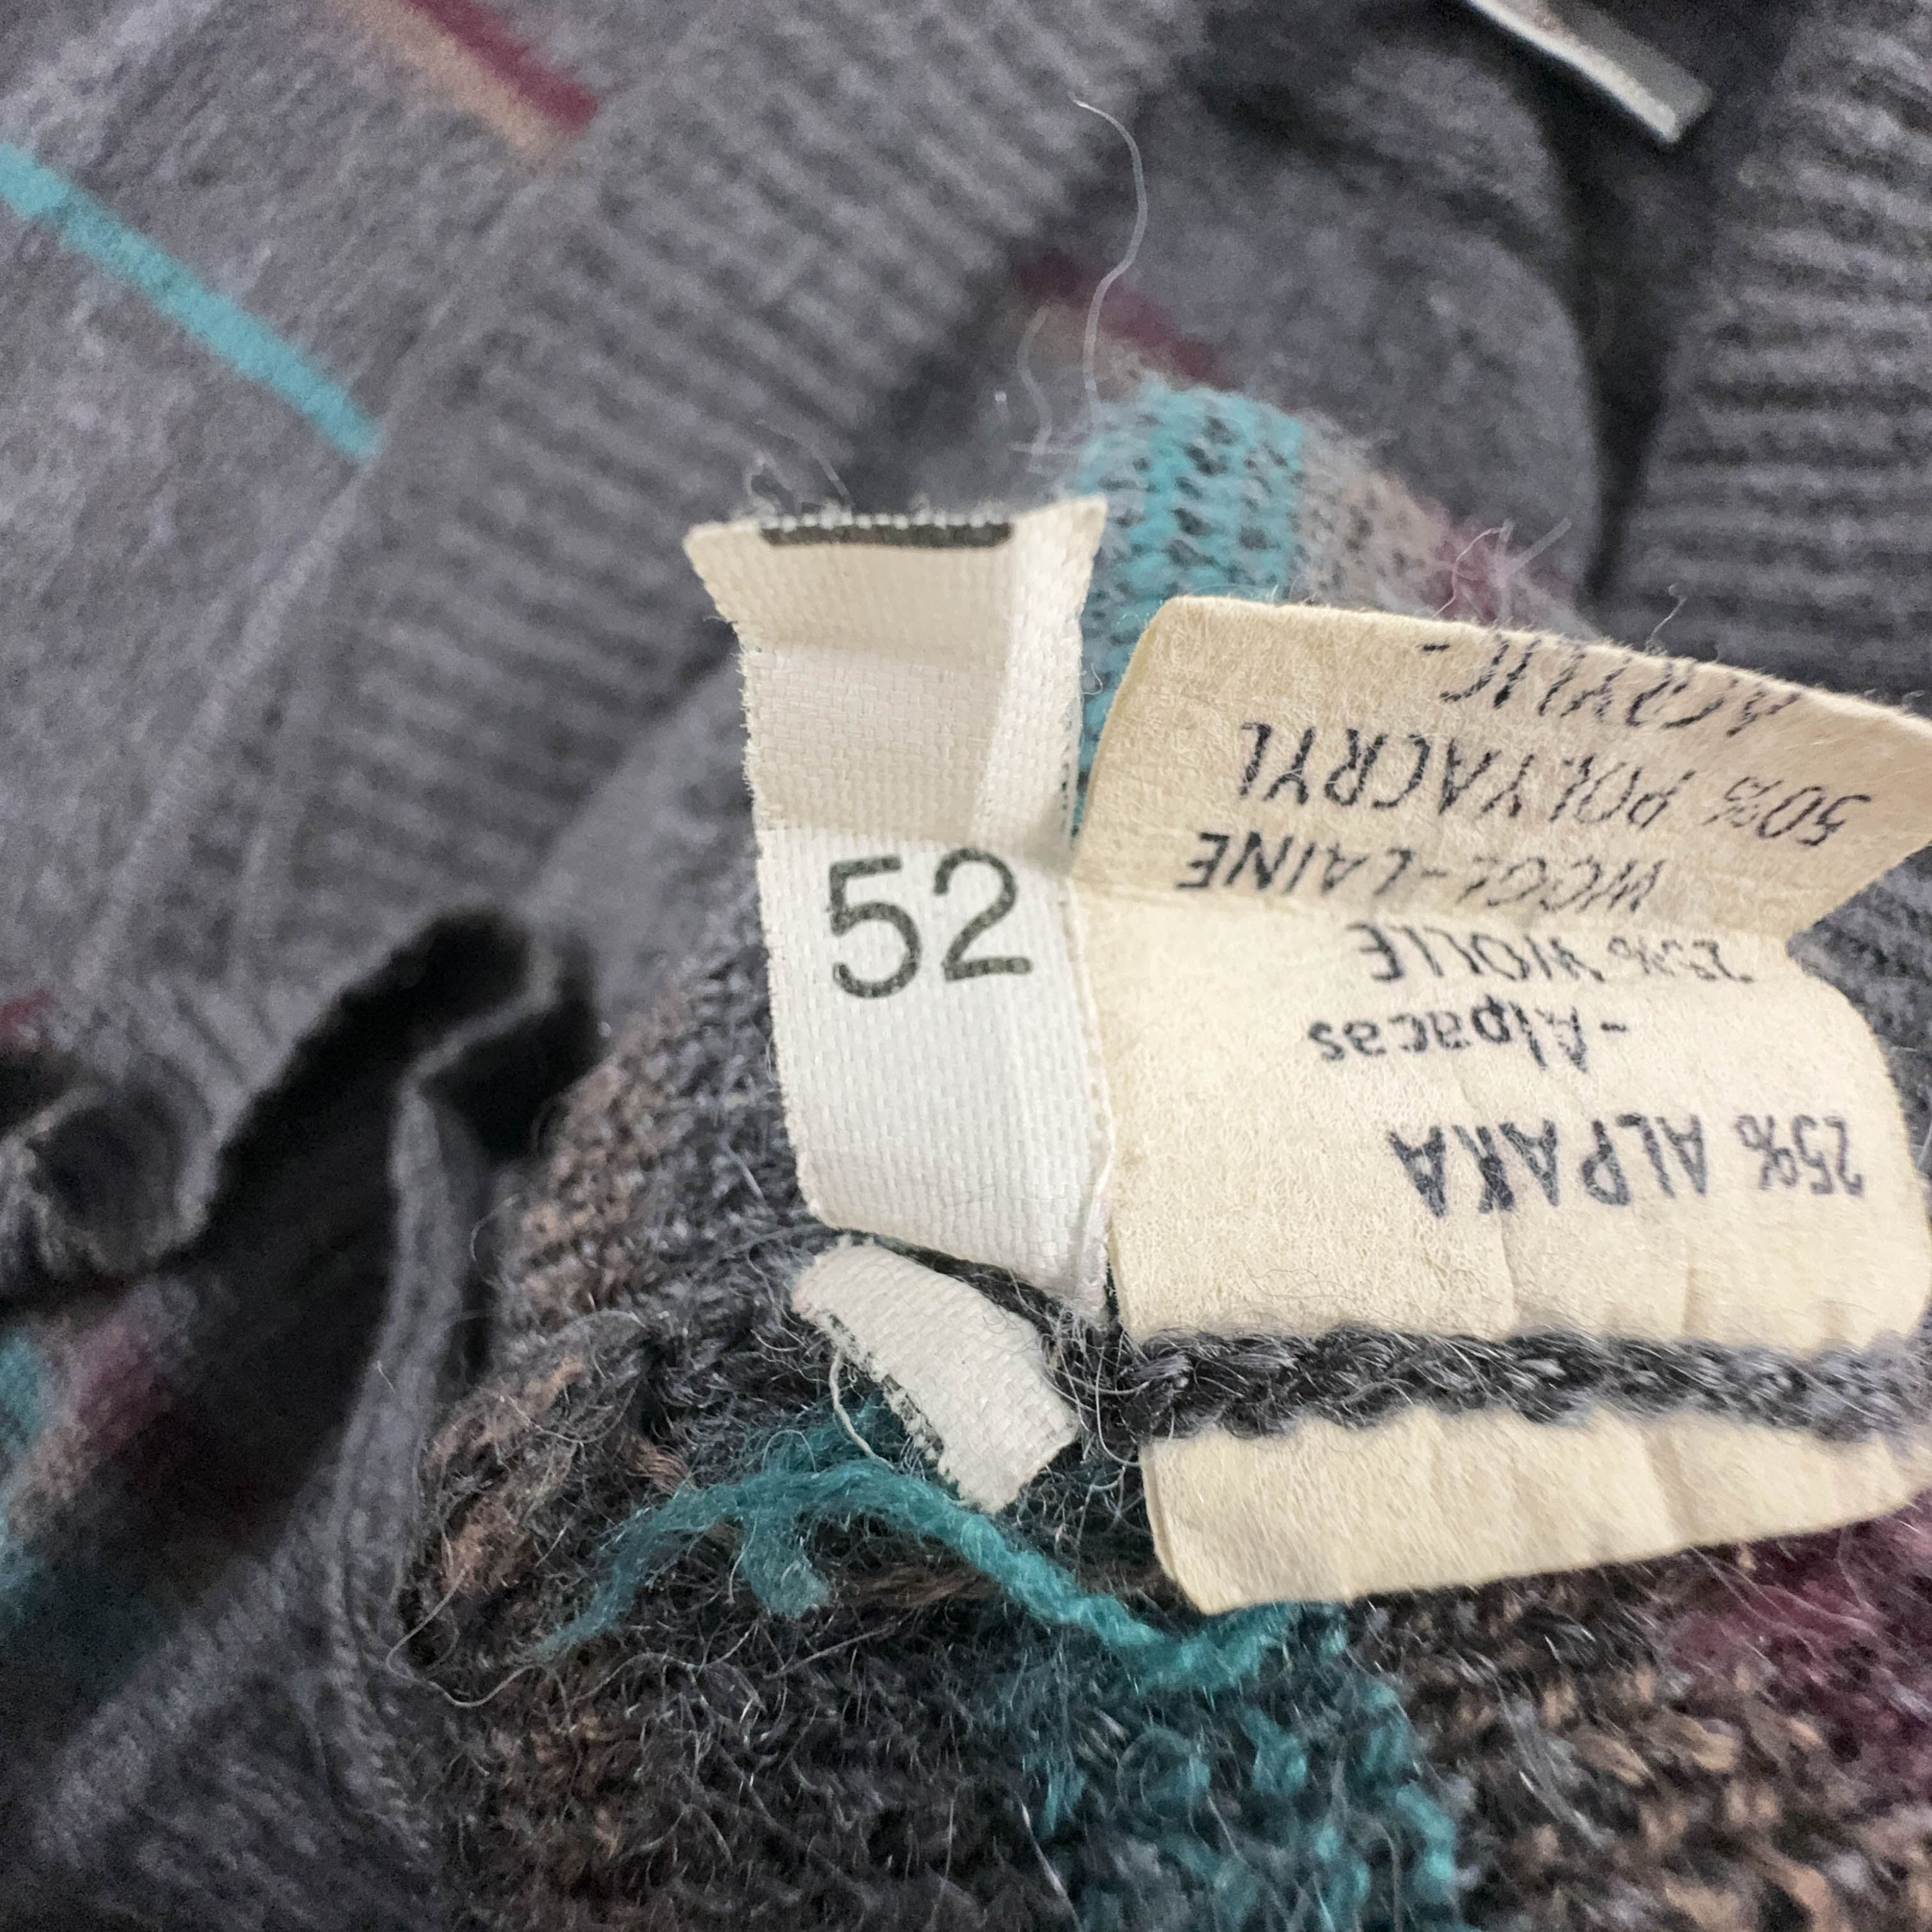 52
25% ALPAKA
-Alpacas
25% WOLLE
WOOL-LAINE
50% POLYACRYL
ACRYLIC-